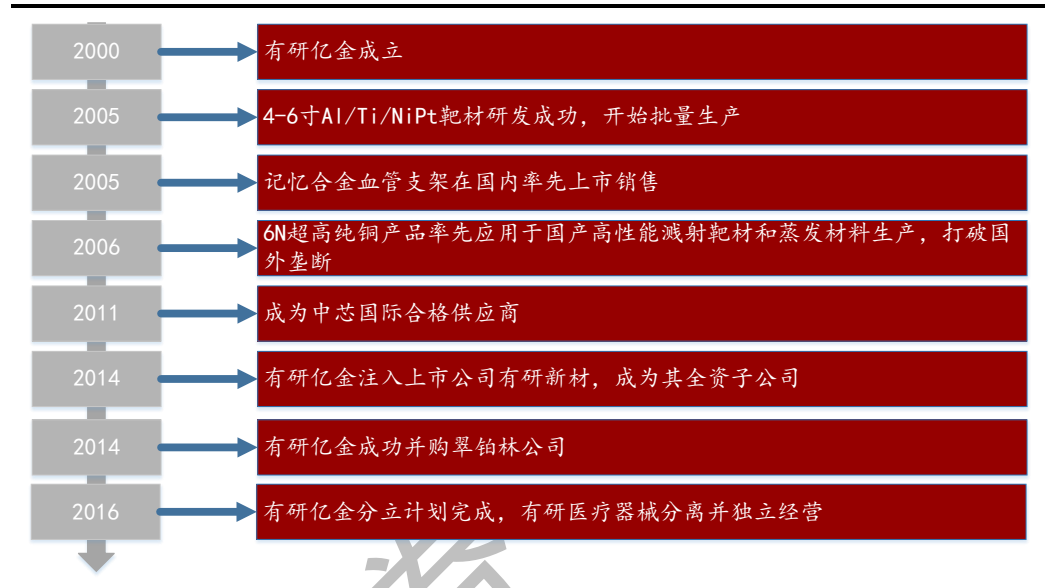 2000
有研亿金成立
2005
4-6寸Al/Ti/NiPt靶材研发成功，开始批量生产
2005
记忆合金血管支架在国内率先上市销售
2006
6N超高纯铜产品率先应用于国产高性能溅射靶材和蒸发材料生产，打破国
外垄断
2011
成为中芯国际合格供应商
2014
有研亿金注入上市公司有研新材，成为其全资子公司
2014
有研亿金成功并购翠铂林公司
2016
有研亿金分立计划完成，有研医疗器械分离并独立经营